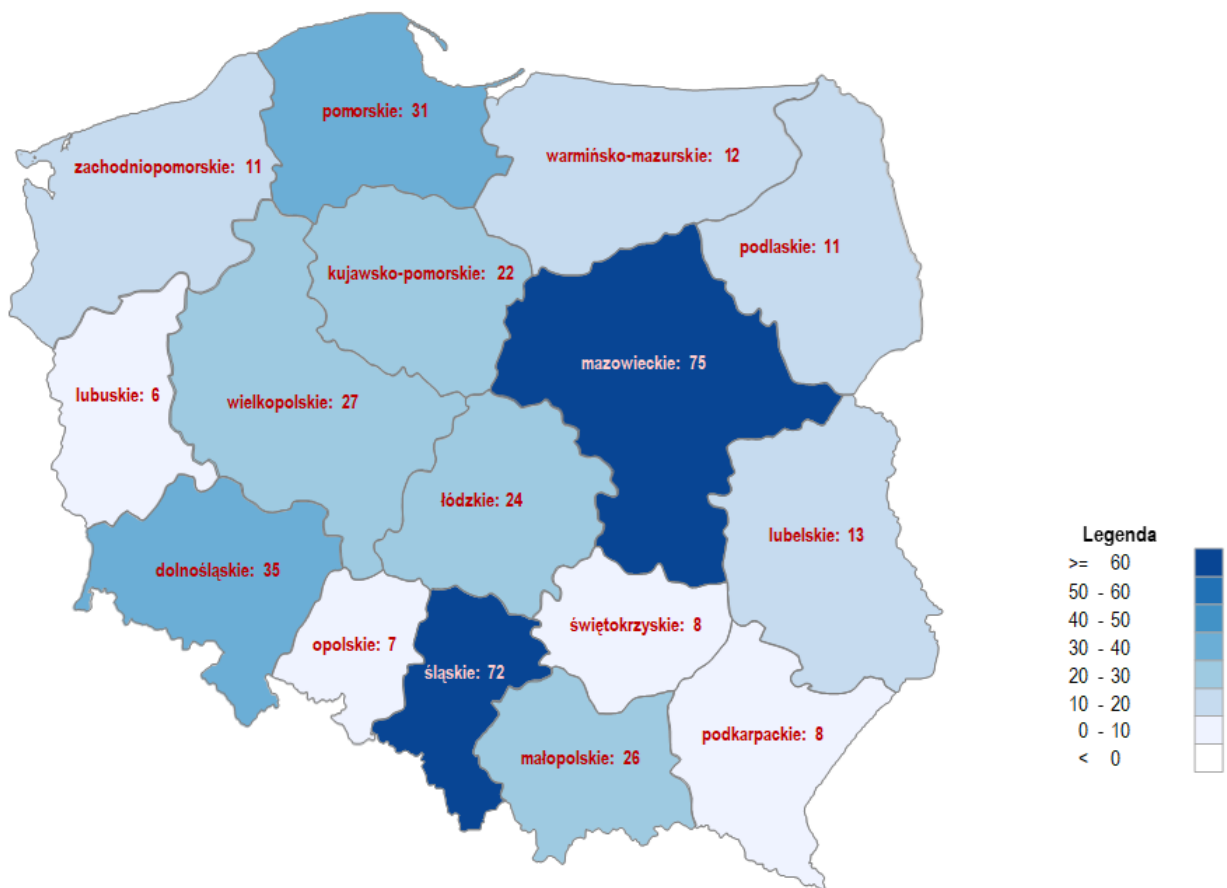 pomorskie: 31
zachodniopomorskie: 11
warmińsko-mazurskie: 12
podlaskie: 11
kujawsko-pomorskie: 22
mazowieckie: 75
lubuskie: 6
wielkopolskie: 27
łódzkie: 24
lubelskie: 13
dolnośląskie: 35
świętokrzyskie: 8
opolskie: 7
śląskie: 72
podkarpackie: 8
małopolskie: 26
Legenda
>= 60
50 - 60
40 - 50
30 - 40
20 - 30
10 - 20
0 - 10
< 0